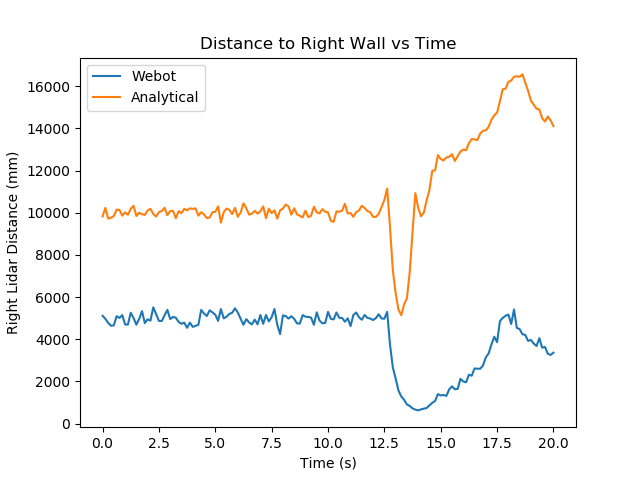 Distance to Right Wall vs Time
Webot
Analytical
Right Lidar Distance (mm)
16000
14000
12000
10000
8000
6000
4000
2000
0
0.0 2.5 5.0 7.5 10.0 12.5 15.0 17.5 20.0
Time (s)